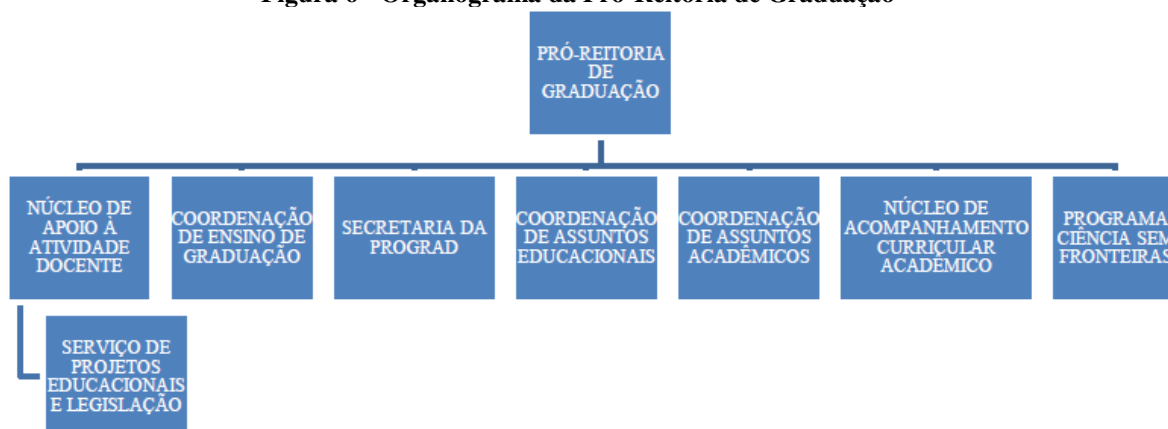 Figura 6 - Organograma da Pró-Reitoria de Graduação
PRÓ-REITORIA
DE
GRADUAÇÃO
NÚCLEO DE
APOIO À
ATIVIDADE
DOCENTE
COORDENAÇÃO
DE ENSINO DE
GRADUAÇÃO
SECRETARIA DA
PROGRAD
COORDENAÇÃO
DE ASSUNTOS
EDUCACIONAIS
COORDENAÇÃO
DE ASSUNTOS
ACADÊMICOS
NÚCLEO DE
ACOMPANHAMENTO
CURRICULAR
ACADÊMICO
PROGRAMA
CIÊNCIA SEM
FRONTEIRAS
SERVIÇO DE
PROJETOS
EDUCACIONAIS
E LEGISLAÇÃO